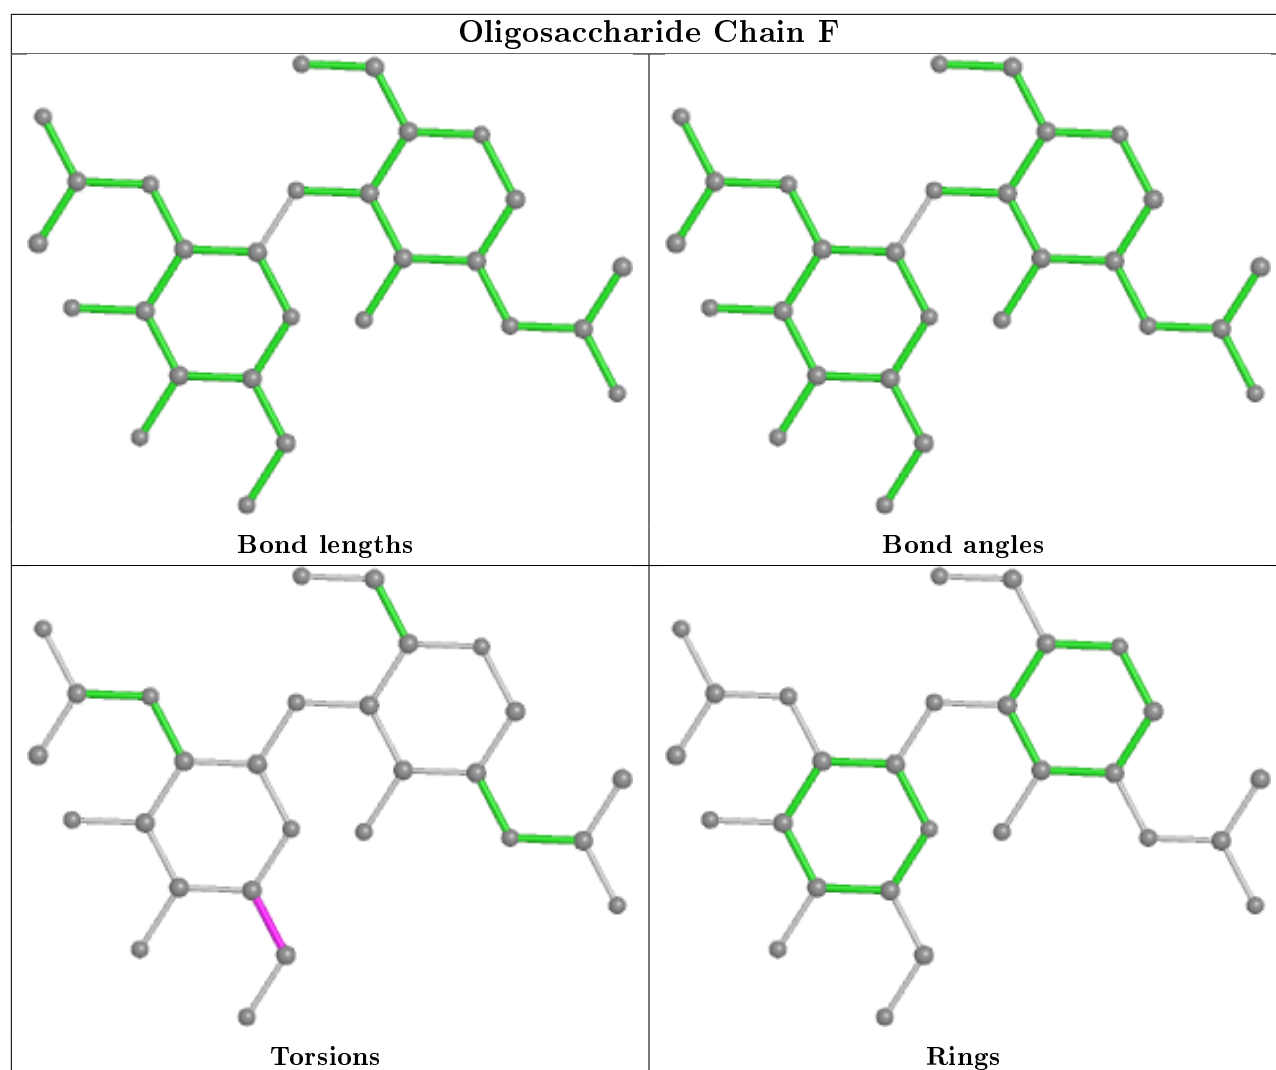 Oligosaccharide Chain F
Bond lengths
Bond angles
Torsions
Rings